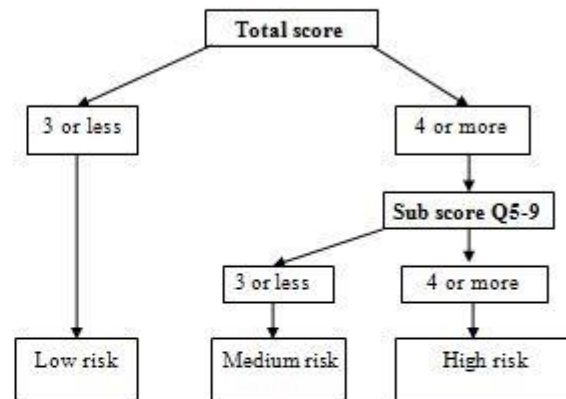 Total score
3 or less
4 or more
Sub score Q5-9
3 or less
4 or more
Low risk
Medium risk
High risk